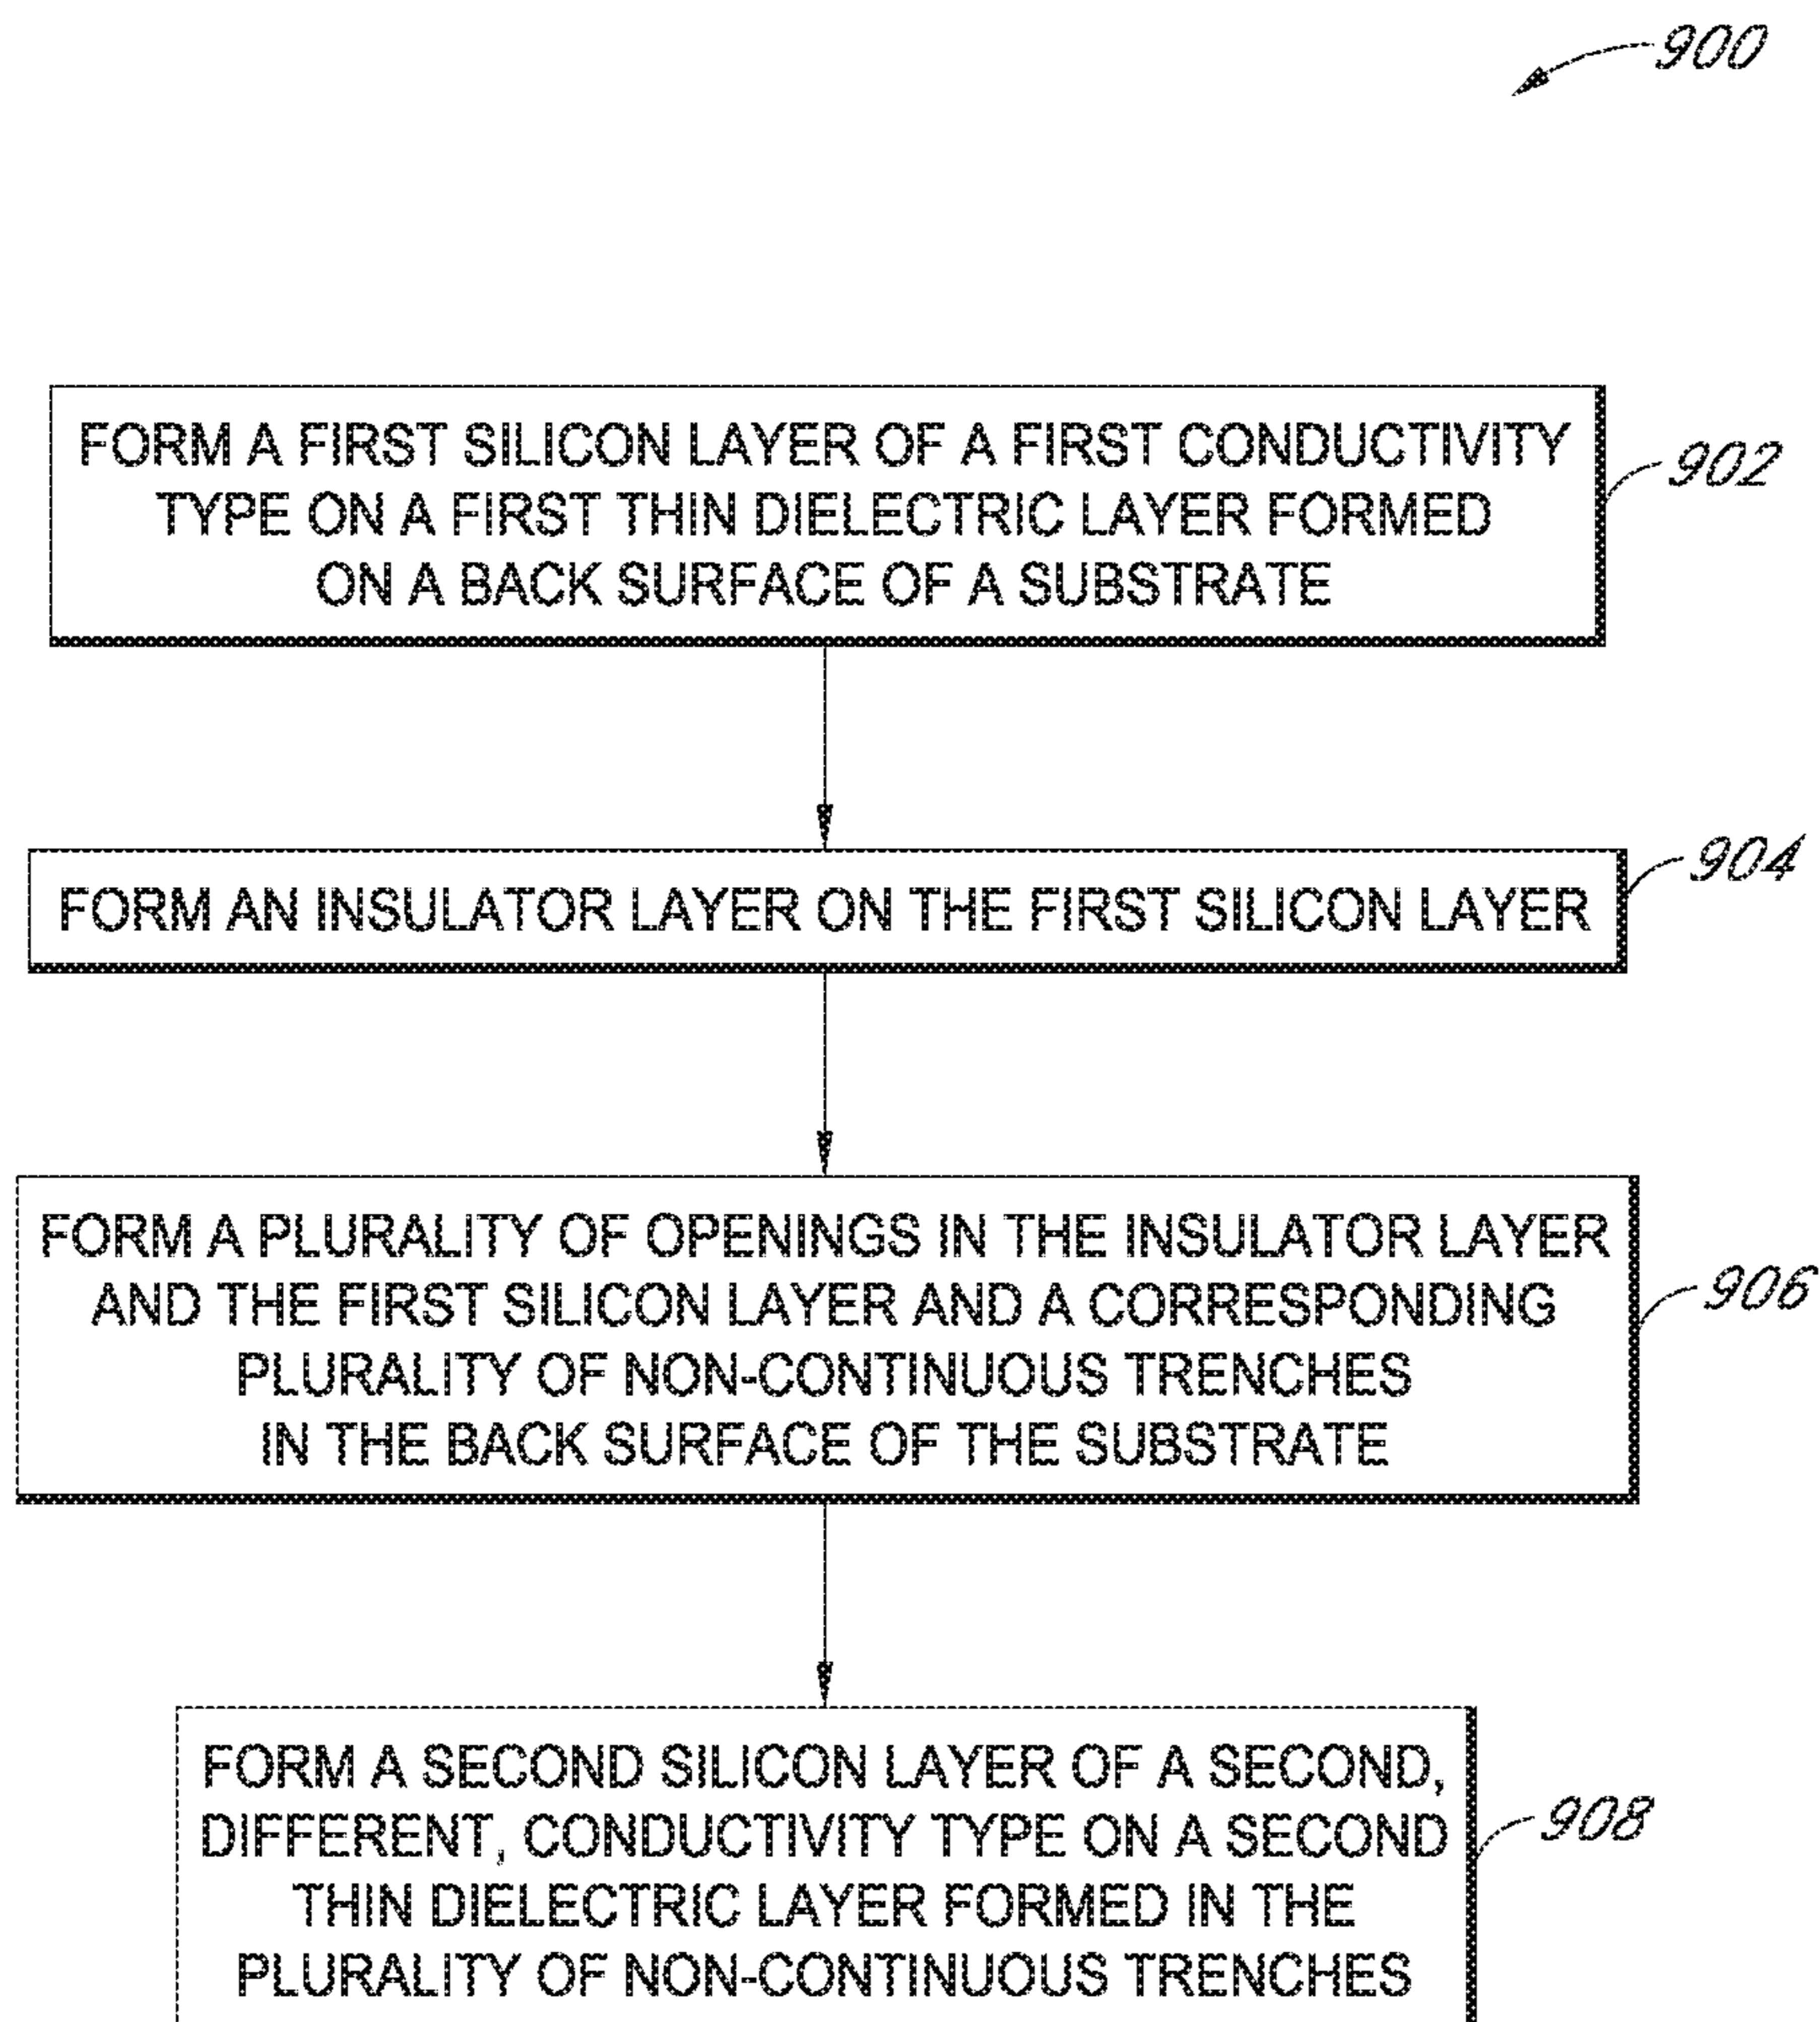 900
FORM A FIRST SILICON LAYER OF A FIRST CONDUCTIVITY
TYPE ON A FIRST THIN DIELECTRIC LAYER FORMED
ON A BACK SURFACE OF A SUBSTRATE
902
FORM AN INSULATOR LAYER ON THE FIRST SILICON LAYER
904
FORM A PLURALITY OF OPENINGS IN THE INSULATOR LAYER
AND THE FIRST SILICON LAYER AND A CORRESPONDING
PLURALITY OF NON-CONTINUOUS TRENCHES
IN THE BACK SURFACE OF THE SUBSTRATE
906
FORM A SECOND SILICON LAYER OF A SECOND,
DIFFERENT, CONDUCTIVITY TYPE ON A SECOND
THIN DIELECTRIC LAYER FORMED IN THE
PLURALITY OF NON-CONTINUOUS TRENCHES
908